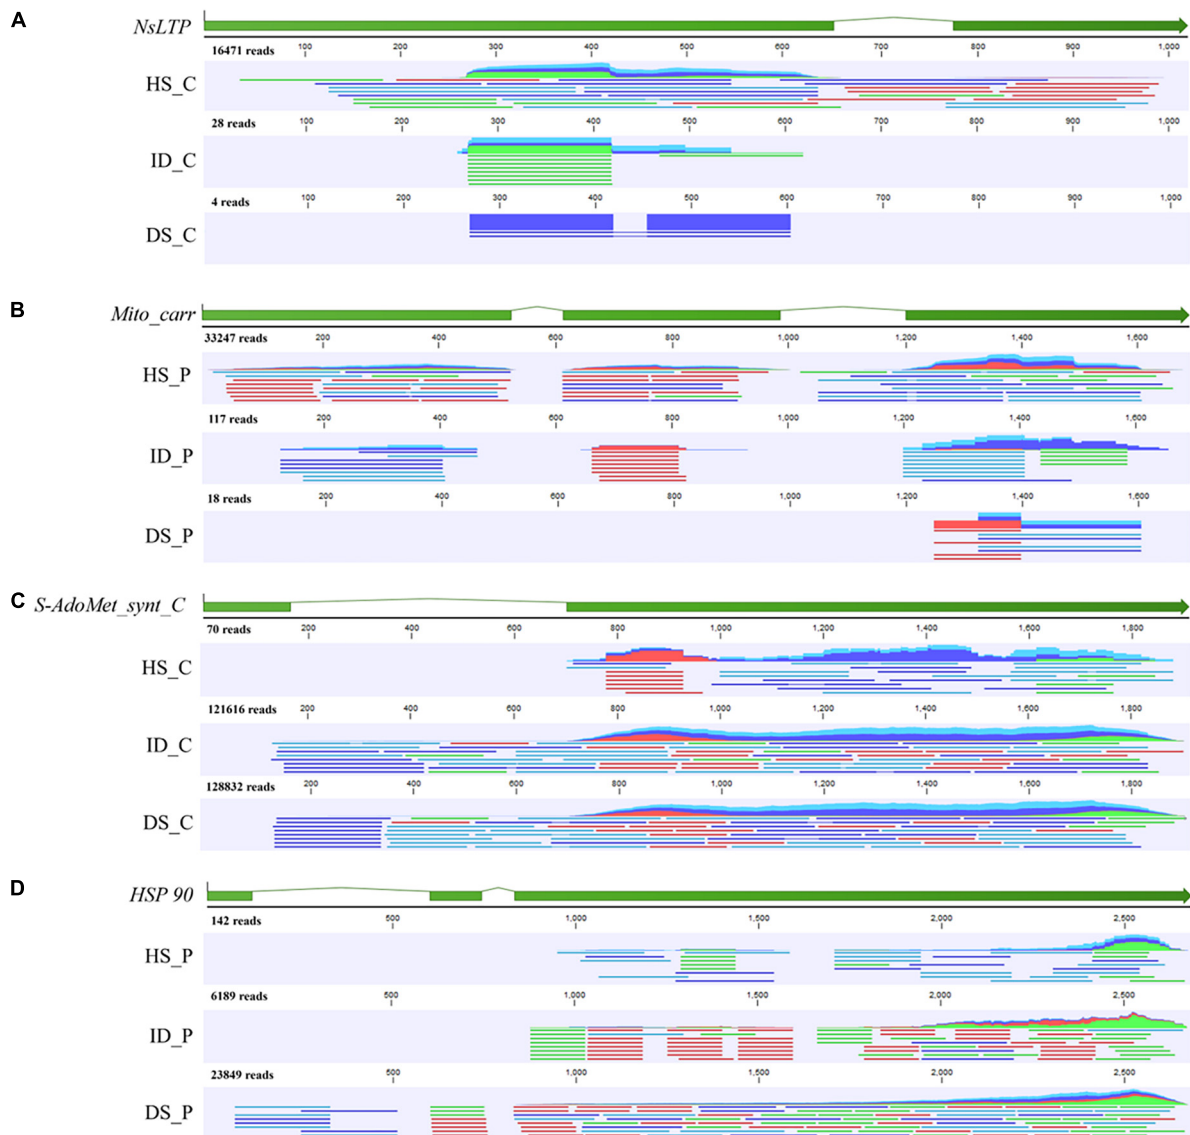 A
NsLTP
16471 reads
100 200 300 400 500 600 700 800 900 1,000
HS_C
28 reads
100 200 300 400 500 600 700 800 900 1,000
ID_C
4 reads
100 200 300 400 500 600 700 800 900 1,000
DS_C
B
Mito_carr
33247 reads
200 400 600 800 1,000 1,200 1,400 1,600
HS_P
117 reads
200 400 600 800 1,000 1,200 1,400 1,600
ID_P
18 reads
200 400 600 800 1,000 1,200 1,400 1,600
DS_P
C
S-AdoMet_synt_C
70 reads
200 400 600 800 1,000 1,200 1,400 1,600 1,800
HS_C
121616 reads
200 400 600 800 1,000 1,200 1,400 1,600 1,800
ID_C
128832 reads
200 400 600 800 1,000 1,200 1,400 1,600 1,800
DS_C
D
HSP 90
142 reads
500 1,000 1,500 2,000 2,500
HS_P
6189 reads
500 1,000 1,500 2,000 2,500
ID_P
23849 reads
500 1,000 1,500 2,000 2,500
DS_P